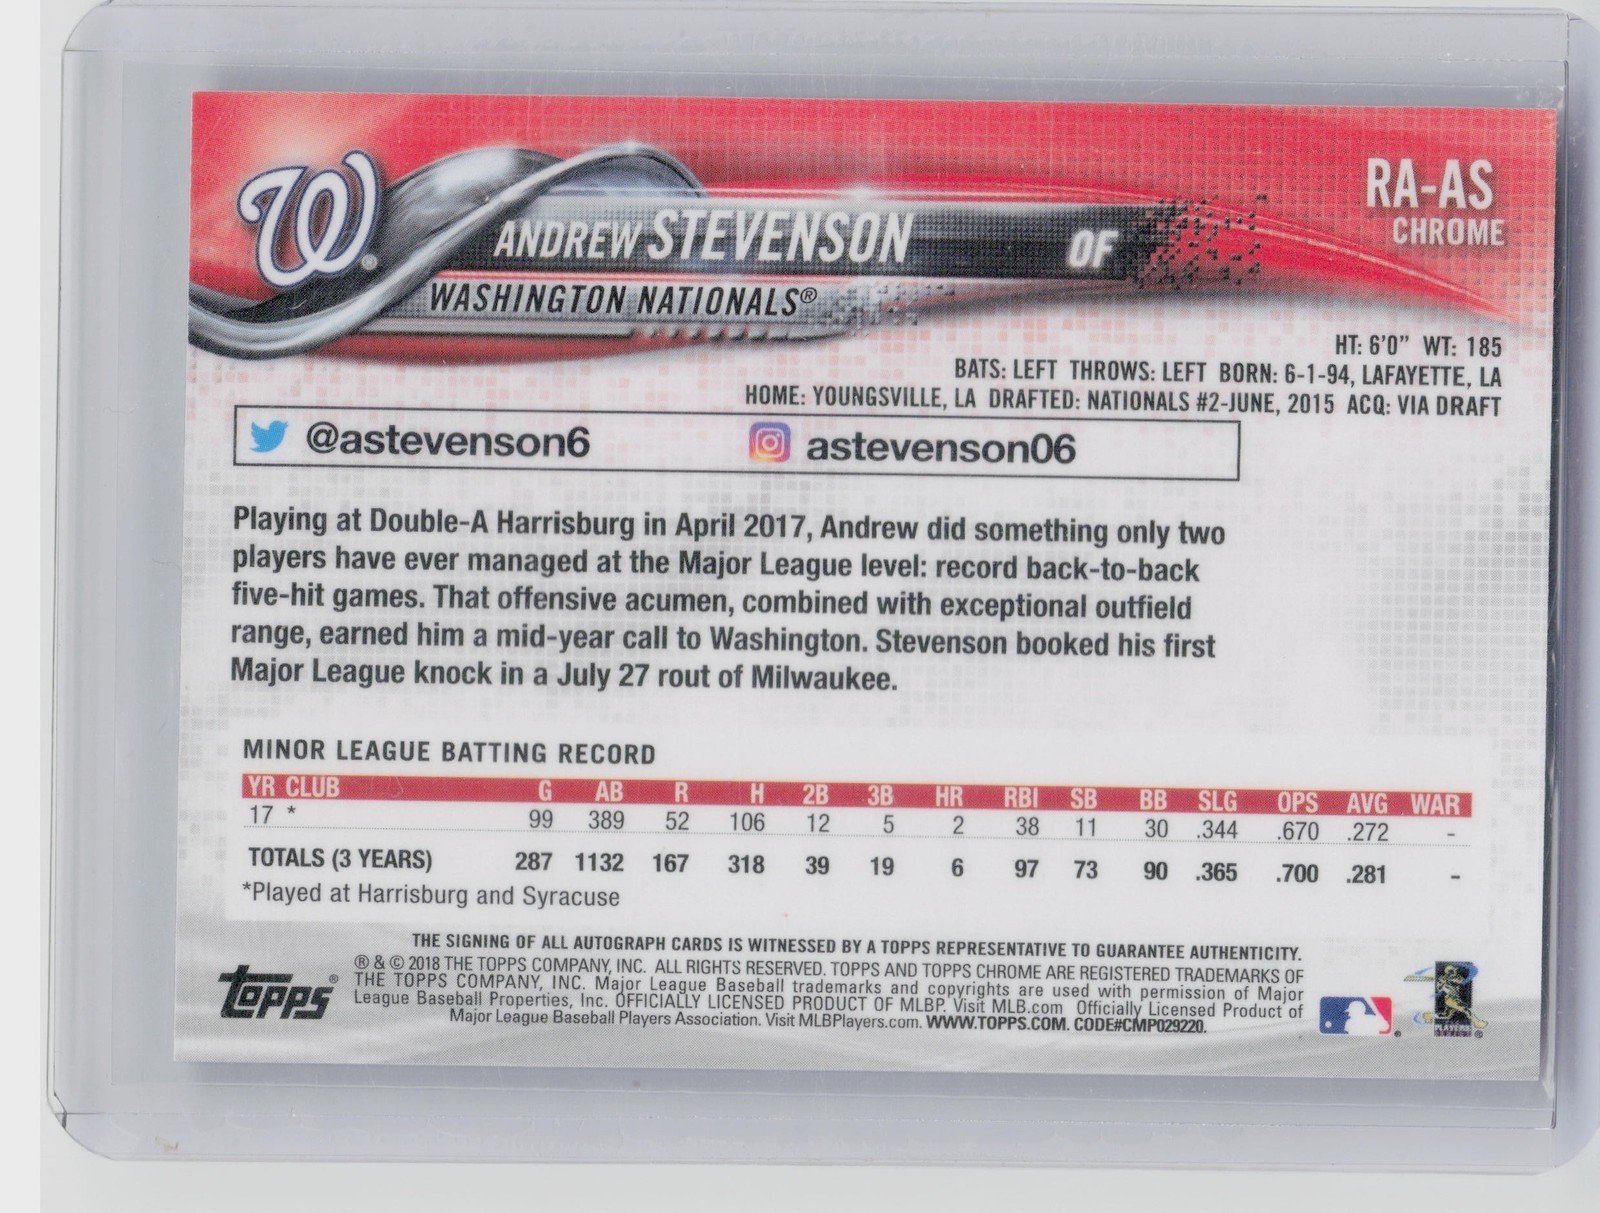 W®
RA-AS
CHROME
ANDREW STEVENSON OF
WASHINGTON NATIONALS®
HT: 6'0" WT: 185
BATS: LEFT THROWS: LEFT BORN: 6-1-94, LAFAYETTE, LA
HOME: YOUNGSVILLE, LA DRAFTED: NATIONALS #2-JUNE, 2015 ACQ: VIA DRAFT
@astevenson6 astevenson06
Playing at Double-A Harrisburg in April 2017, Andrew did something only two
players have ever managed at the Major League level: record back-to-back
five-hit games. That offensive acumen, combined with exceptional outfield
range, earned him a mid-year call to Washington. Stevenson booked his first
Major League knock in a July 27 rout of Milwaukee.
MINOR LEAGUE BATTING RECORD
YR CLUB G AB R H 2B 3B HR RBI SB BB SLG OPS AVG WAR
17 * 99 389 52 106 12 5 2 38 11 30 .344 .670 .272 -
TOTALS (3 YEARS) 287 1132 167 318 39 19 6 97 73 90 .365 .700 .281 -
*Played at Harrisburg and Syracuse
THE SIGNING OF ALL AUTOGRAPH CARDS IS WITNESSED BY A TOPPS REPRESENTATIVE TO GUARANTEE AUTHENTICITY.
topps®
® & © 2018 THE TOPPS COMPANY, INC. ALL RIGHTS RESERVED. TOPPS AND TOPPS CHROME ARE REGISTERED TRADEMARKS OF
THE TOPPS COMPANY, INC. Major League Baseball trademarks and copyrights are used with permission of Major
League Baseball Properties, Inc. OFFICIALLY LICENSED PRODUCT OF MLBP. Visit MLB.com Officially Licensed Product of
Major League Baseball Players Association. Visit MLBPlayers.com. WWW.TOPPS.COM. CODE#CMP029220.
PLAYERS